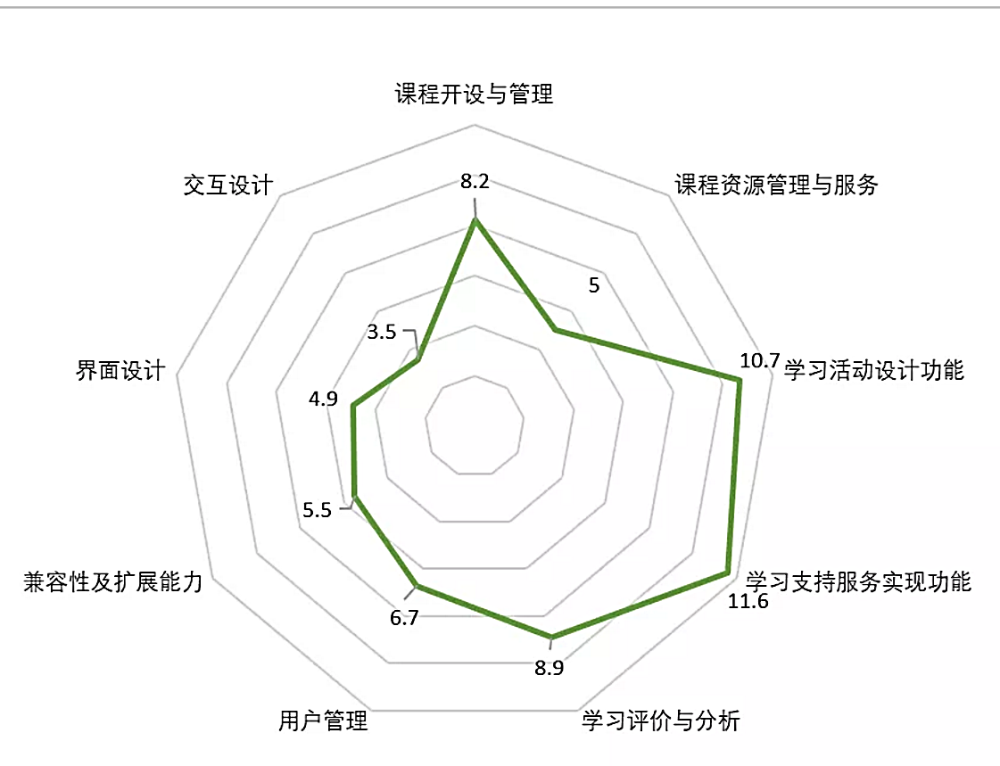 课程开设与管理
交互设计
课程资源管理与服务
8.2
5
3.5
10.7
学习活动设计功能
界面设计
4.9
5.5
兼容性及扩展能力
学习支持服务实现功能
11.6
6.7
8.9
用户管理
学习评价与分析